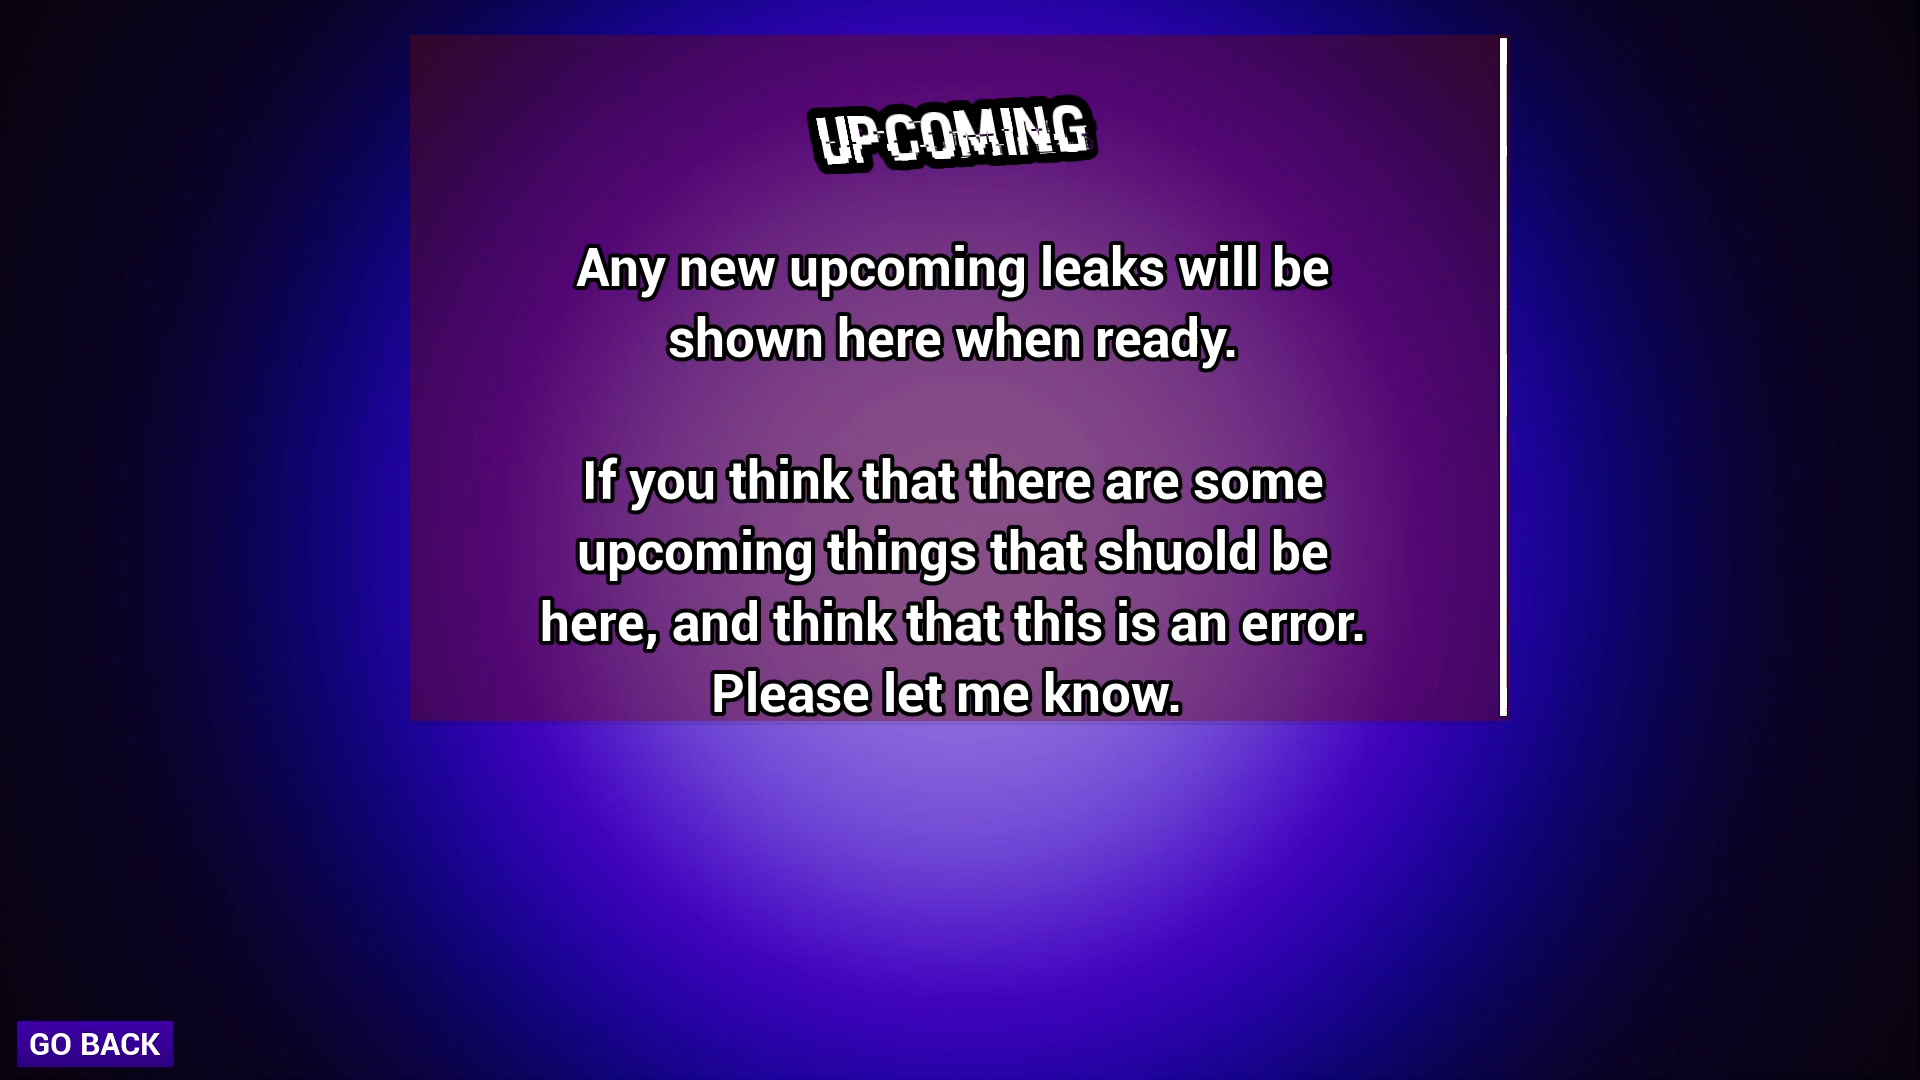 UPCOMING
Any new upcoming leaks will be
shown here when ready.
If you think that there are some
upcoming things that shuold be
here, and think that this is an error.
Please let me know.
GO BACK